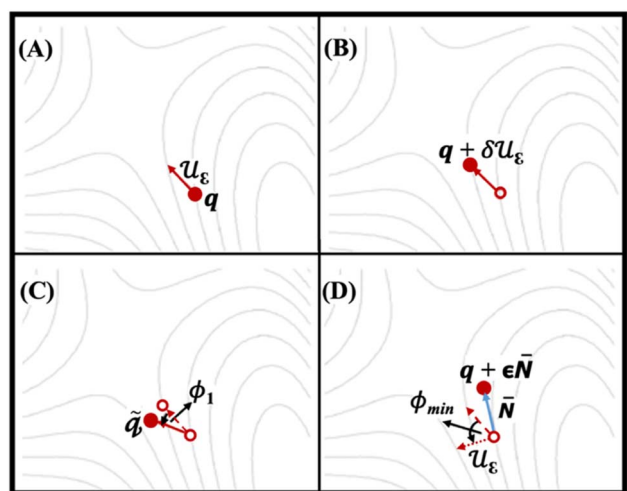 (A)
𝒰ε
q
(B)
q + δ𝒰ε
(C)
ϕ1
q̃
(D)
q + ϵN̄
ϕmin
N̄
𝒰ε